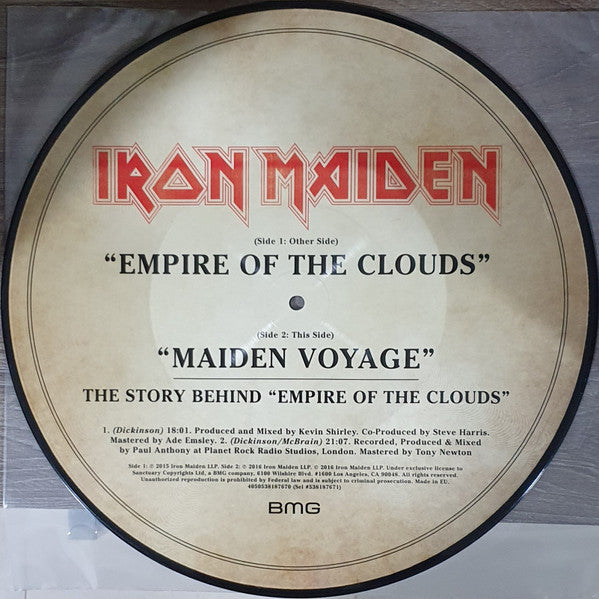 IRON MAIDEN
(Side 1: Other Side)
“EMPIRE OF THE CLOUDS”
(Side 2: This Side)
“MAIDEN VOYAGE”
THE STORY BEHIND “EMPIRE OF THE CLOUDS”
1. (Dickinson) 18:01. Produced and Mixed by Kevin Shirley. Co-Produced by Steve Harris.
Mastered by Ade Emsley. 2. (Dickinson/McBrain) 21:07. Recorded, Produced & Mixed
by Paul Anthony at Planet Rock Radio Studios, London. Mastered by Tony Newton
Side 1: ℗ 2015 Iron Maiden LLP. Side 2: ℗ 2016 Iron Maiden LLP. © 2016 Iron Maiden LLP. Under exclusive license to
Sanctuary Copyrights Ltd, a BMG company, 6100 Wilshire Blvd, #1600 Los Angeles, CA 90048. All rights reserved.
Unauthorized reproduction is prohibited by Federal law and is subject to criminal prosecution. Made in EU.
4050538187670 (Sei #538187671)
BMG